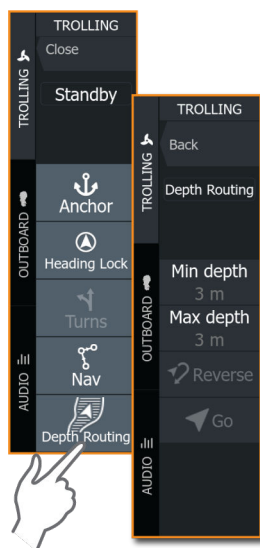 TROLLING
Close
TROLLING
Standby
OUTBOARD
AUDIO
Anchor
Heading Lock
Turns
Nav
Depth Routing
TROLLING
Back
TROLLING
Depth Routing
OUTBOARD
AUDIO
Min depth
3 m
Max depth
3 m
Reverse
Go